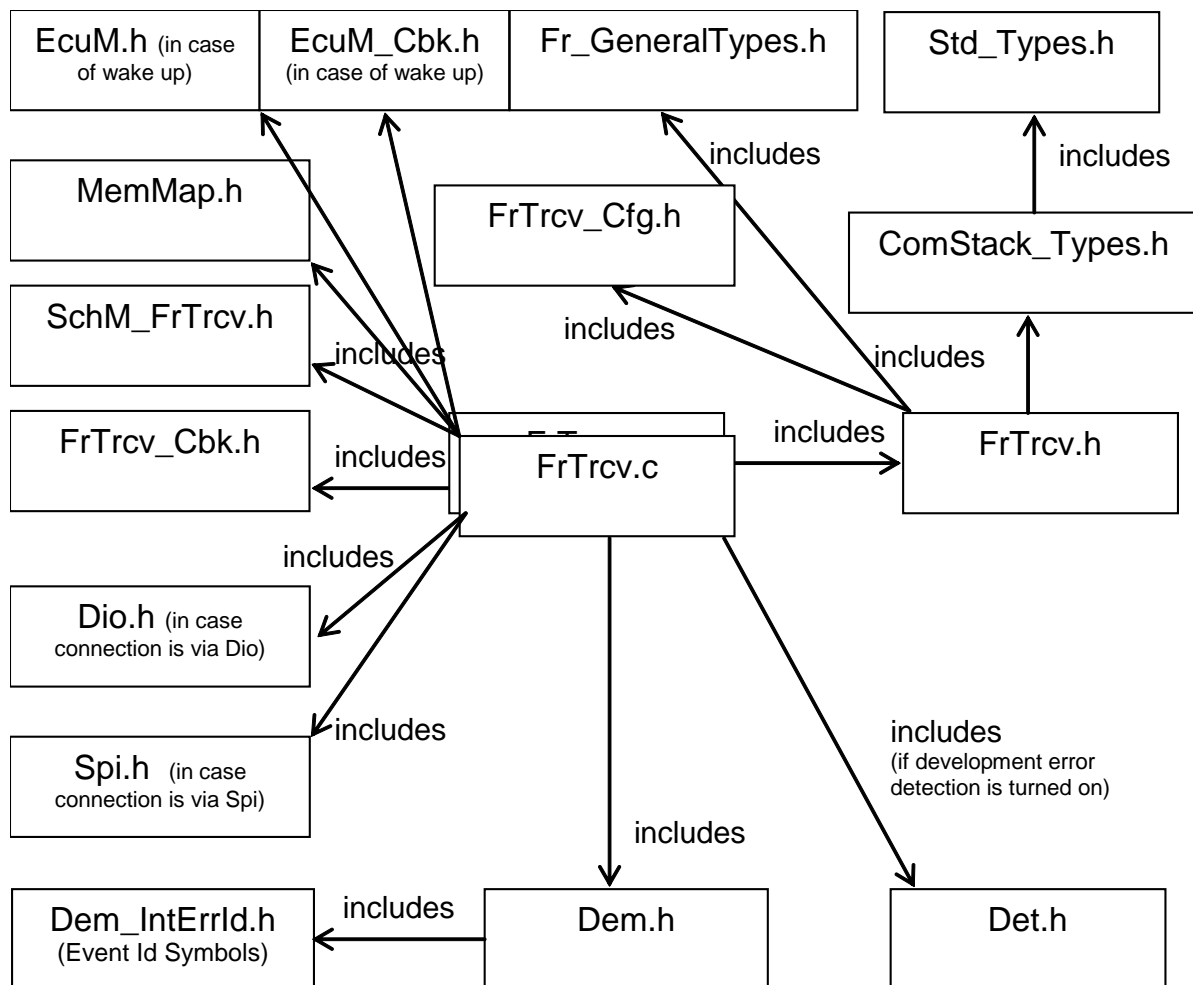 EcuM.h (in case
of wake up)
EcuM_Cbk.h
(in case of wake up)
Fr_GeneralTypes.h
Std_Types.h
includes
includes
MemMap.h
FrTrcv_Cfg.h
ComStack_Types.h
SchM_FrTrcv.h
includes
includes
includes
FrTrcv_Cbk.h
includes
includes
FrTrcv.c
FrTrcv.h
includes
Dio.h (in case
connection is via Dio)
includes
Spi.h (in case
connection is via Spi)
includes
(if development error
detection is turned on)
includes
Dem_IntErrId.h
(Event Id Symbols)
includes
Dem.h
Det.h